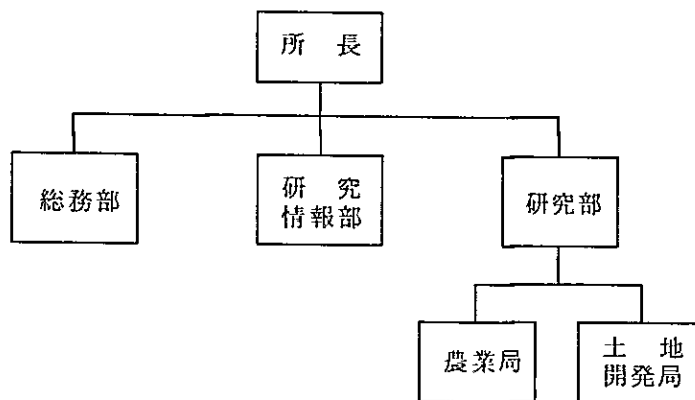 所長
総務部
研究
情報部
研究部
農業局
土地
開発局